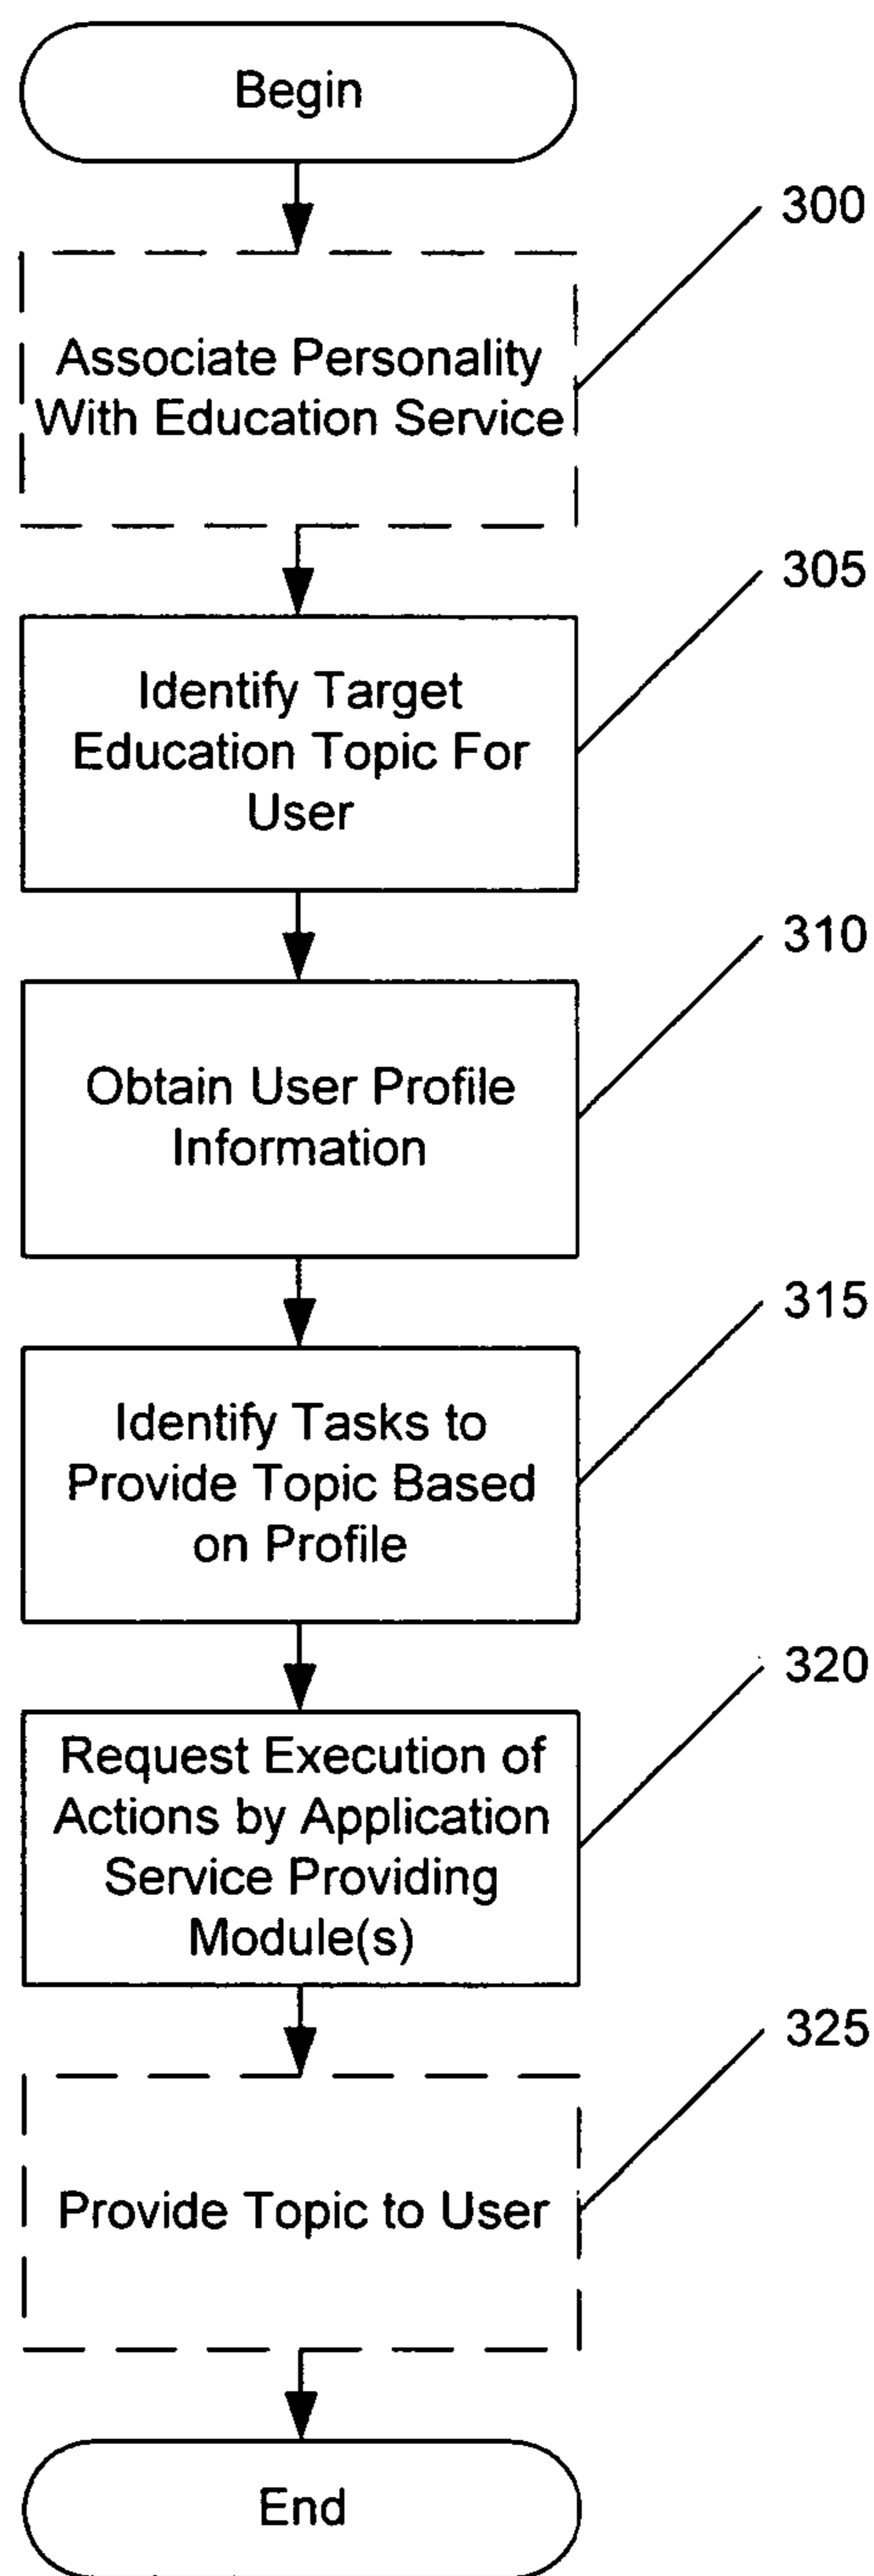 Begin
300
Associate Personality
With Education Service
305
Identify Target
Education Topic For
User
310
Obtain User Profile
Information
315
Identify Tasks to
Provide Topic Based
on Profile
320
Request Execution of
Actions by Application
Service Providing
Module(s)
325
Provide Topic to User
End